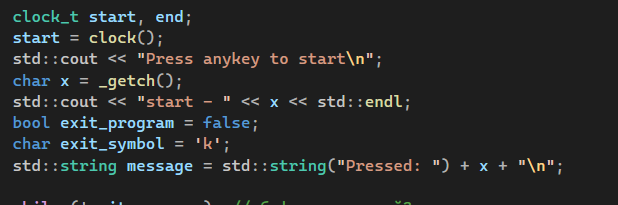 clock_t start, end;
start = clock();
std::cout << "Press anykey to start\n";
char x = _getch();
std::cout << "start - " << x << std::endl;
bool exit_program = false;
char exit_symbol = 'k';
std::string message = std::string("Pressed: ") + x + "\n";